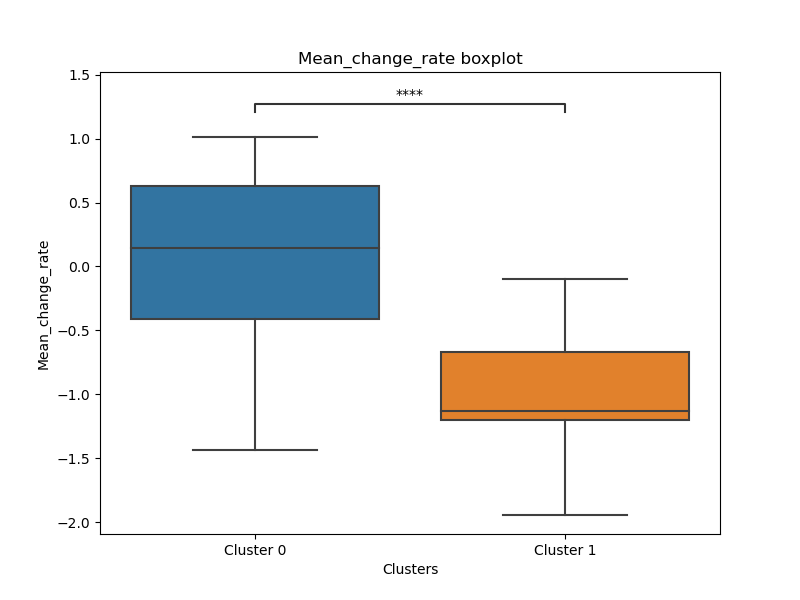 Mean_change_rate boxplot
****
1.5
1.0
0.5
0.0
−0.5
−1.0
−1.5
−2.0
Mean_change_rate
Cluster 0
Cluster 1
Clusters